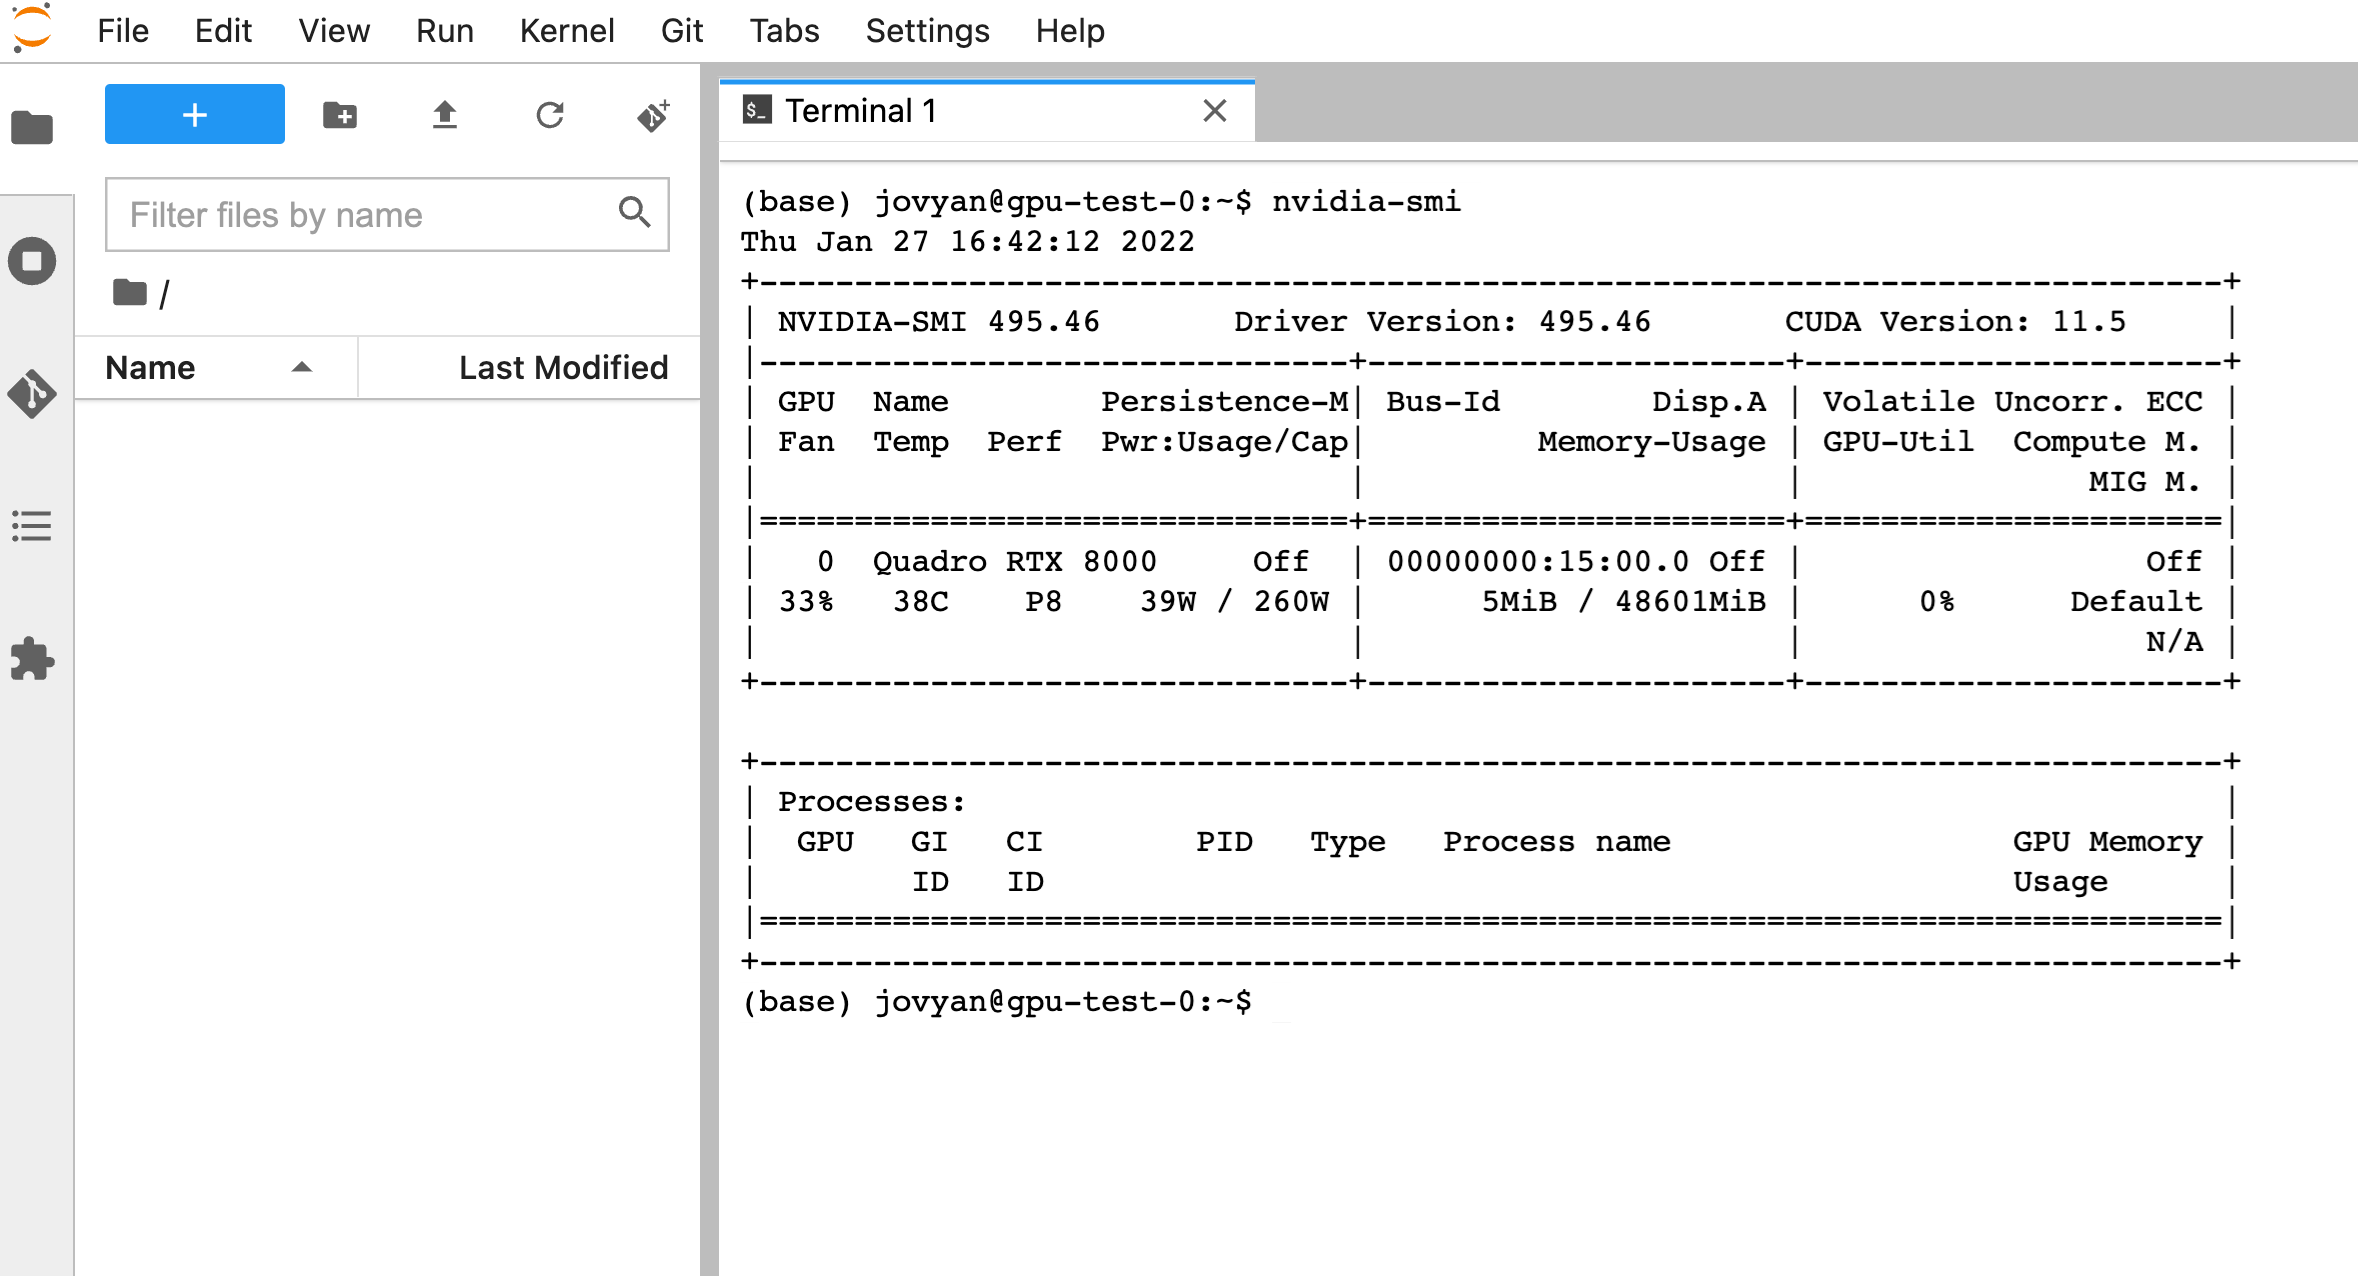 File Edit View Run Kernel Git Tabs Settings Help
+
Filter files by name
/
Name Last Modified
$_ Terminal 1
(base) jovyan@gpu-test-0:~$ nvidia-smi
Thu Jan 27 16:42:12 2022
+-----------------------------------------------------------------------------+
| NVIDIA-SMI 495.46       Driver Version: 495.46       CUDA Version: 11.5     |
|-------------------------------+----------------------+----------------------+
| GPU  Name        Persistence-M| Bus-Id        Disp.A | Volatile Uncorr. ECC |
| Fan  Temp  Perf  Pwr:Usage/Cap|         Memory-Usage | GPU-Util  Compute M. |
|                               |                      |               MIG M. |
|===============================+======================+======================|
|   0  Quadro RTX 8000     Off  | 00000000:15:00.0 Off |                  Off |
| 33%   38C    P8    39W / 260W |      5MiB / 48601MiB |      0%      Default |
|                               |                      |                  N/A |
+-------------------------------+----------------------+----------------------+
+-----------------------------------------------------------------------------+
| Processes:                                                                  |
|  GPU   GI   CI        PID   Type   Process name                  GPU Memory |
|        ID   ID                                                   Usage      |
|=============================================================================|
+-----------------------------------------------------------------------------+
(base) jovyan@gpu-test-0:~$